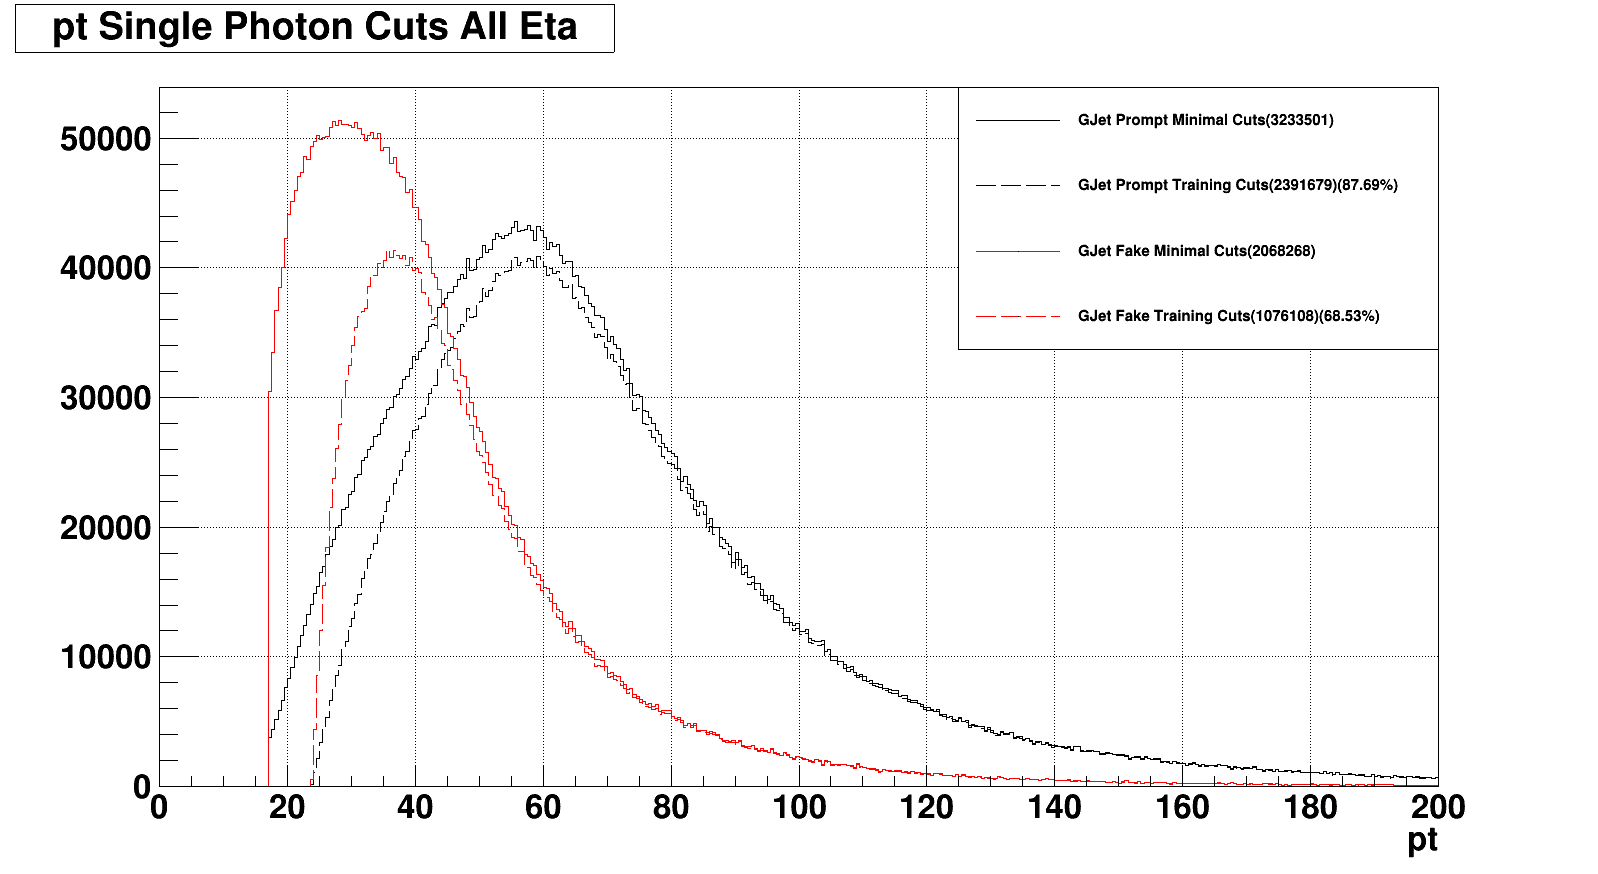 pt Single Photon Cuts All Eta
GJet Prompt Minimal Cuts(3233501)
GJet Prompt Training Cuts(2391679)(87.69%)
GJet Fake Minimal Cuts(2068268)
GJet Fake Training Cuts(1076108)(68.53%)
50000
40000
30000
20000
10000
0
0 20 40 60 80 100 120 140 160 180 200
pt